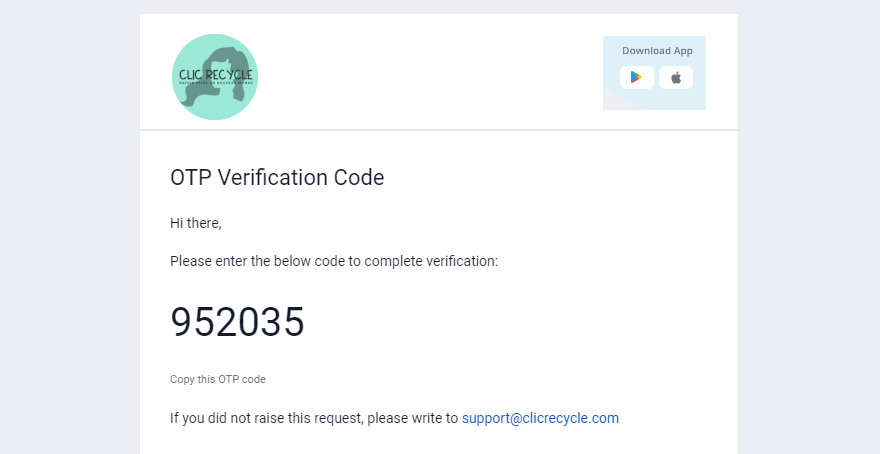 CLIC RECYCLE
Download App
OTP Verification Code
Hi there,
Please enter the below code to complete verification:
952035
Copy this OTP code
If you did not raise this request, please write to support@clicrecycle.com